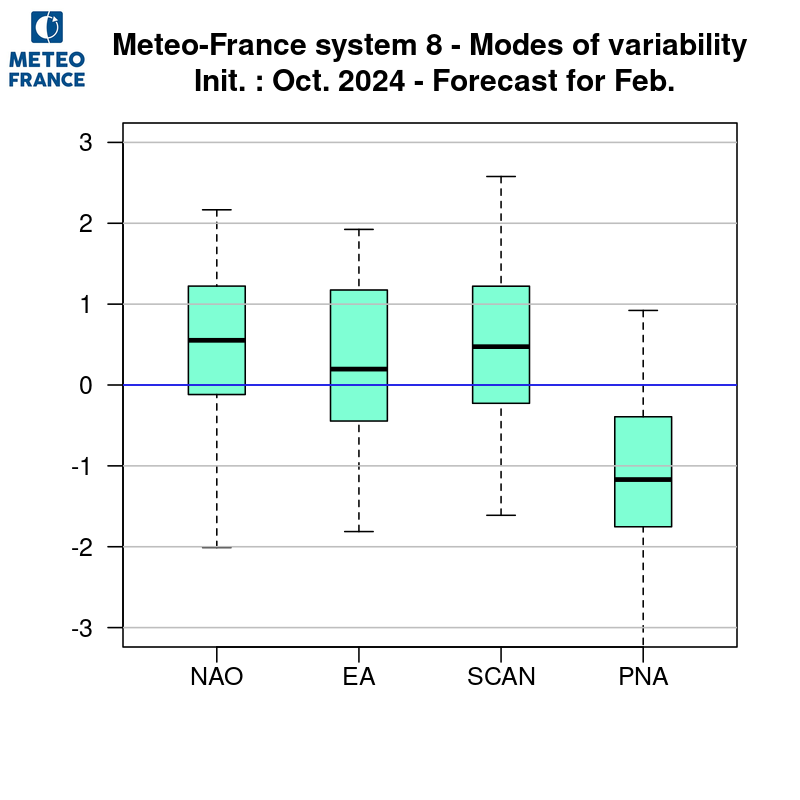 METEO
FRANCE
Meteo-France system 8 - Modes of variability
Init. : Oct. 2024 - Forecast for Feb.
3
2
1
0
-1
-2
-3
NAO EA SCAN PNA